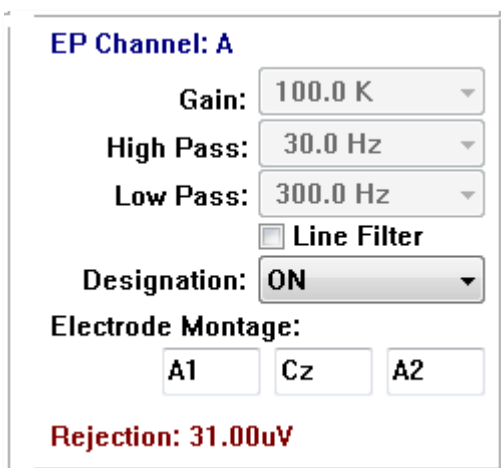 EP Channel: A
Gain: 100.0 K
High Pass: 30.0 Hz
Low Pass: 300.0 Hz
Line Filter
Designation: ON
Electrode Montage:
A1 Cz A2
Rejection: 31.00uV